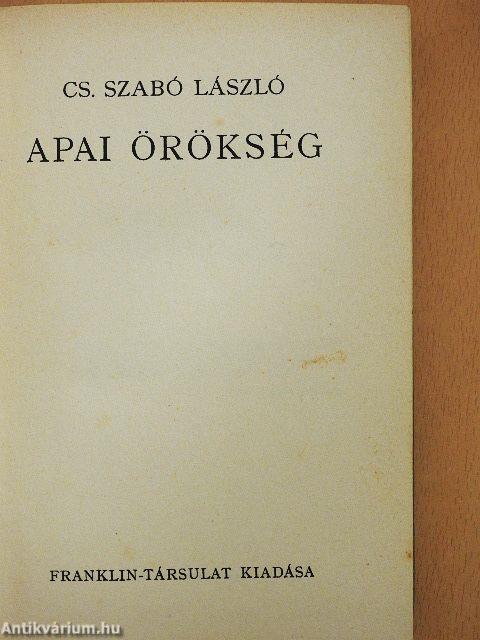 CS. SZABÓ LÁSZLÓ
APAI ÖRÖKSÉG
FRANKLIN-TÁRSULAT KIADÁSA
Antikvárium.hu